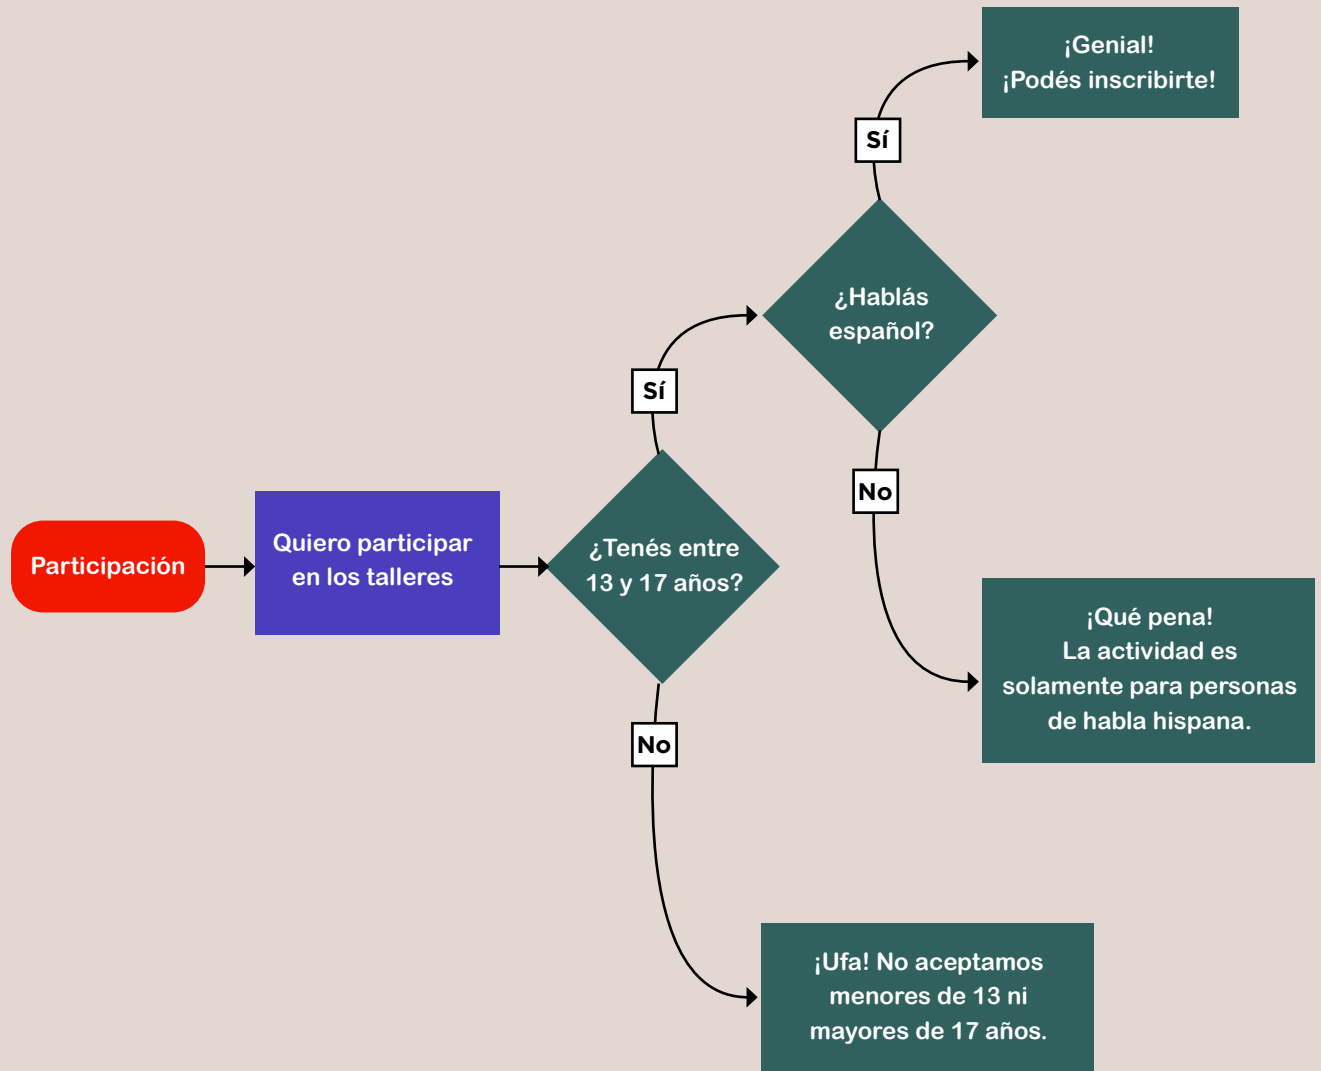 Participación
Quiero participar
en los talleres
¿Tenés entre
13 y 17 años?
Sí
¿Hablás
español?
Sí
¡Genial!
¡Podés inscribirte!
No
¡Qué pena!
La actividad es
solamente para personas
de habla hispana.
No
¡Ufa! No aceptamos
menores de 13 ni
mayores de 17 años.